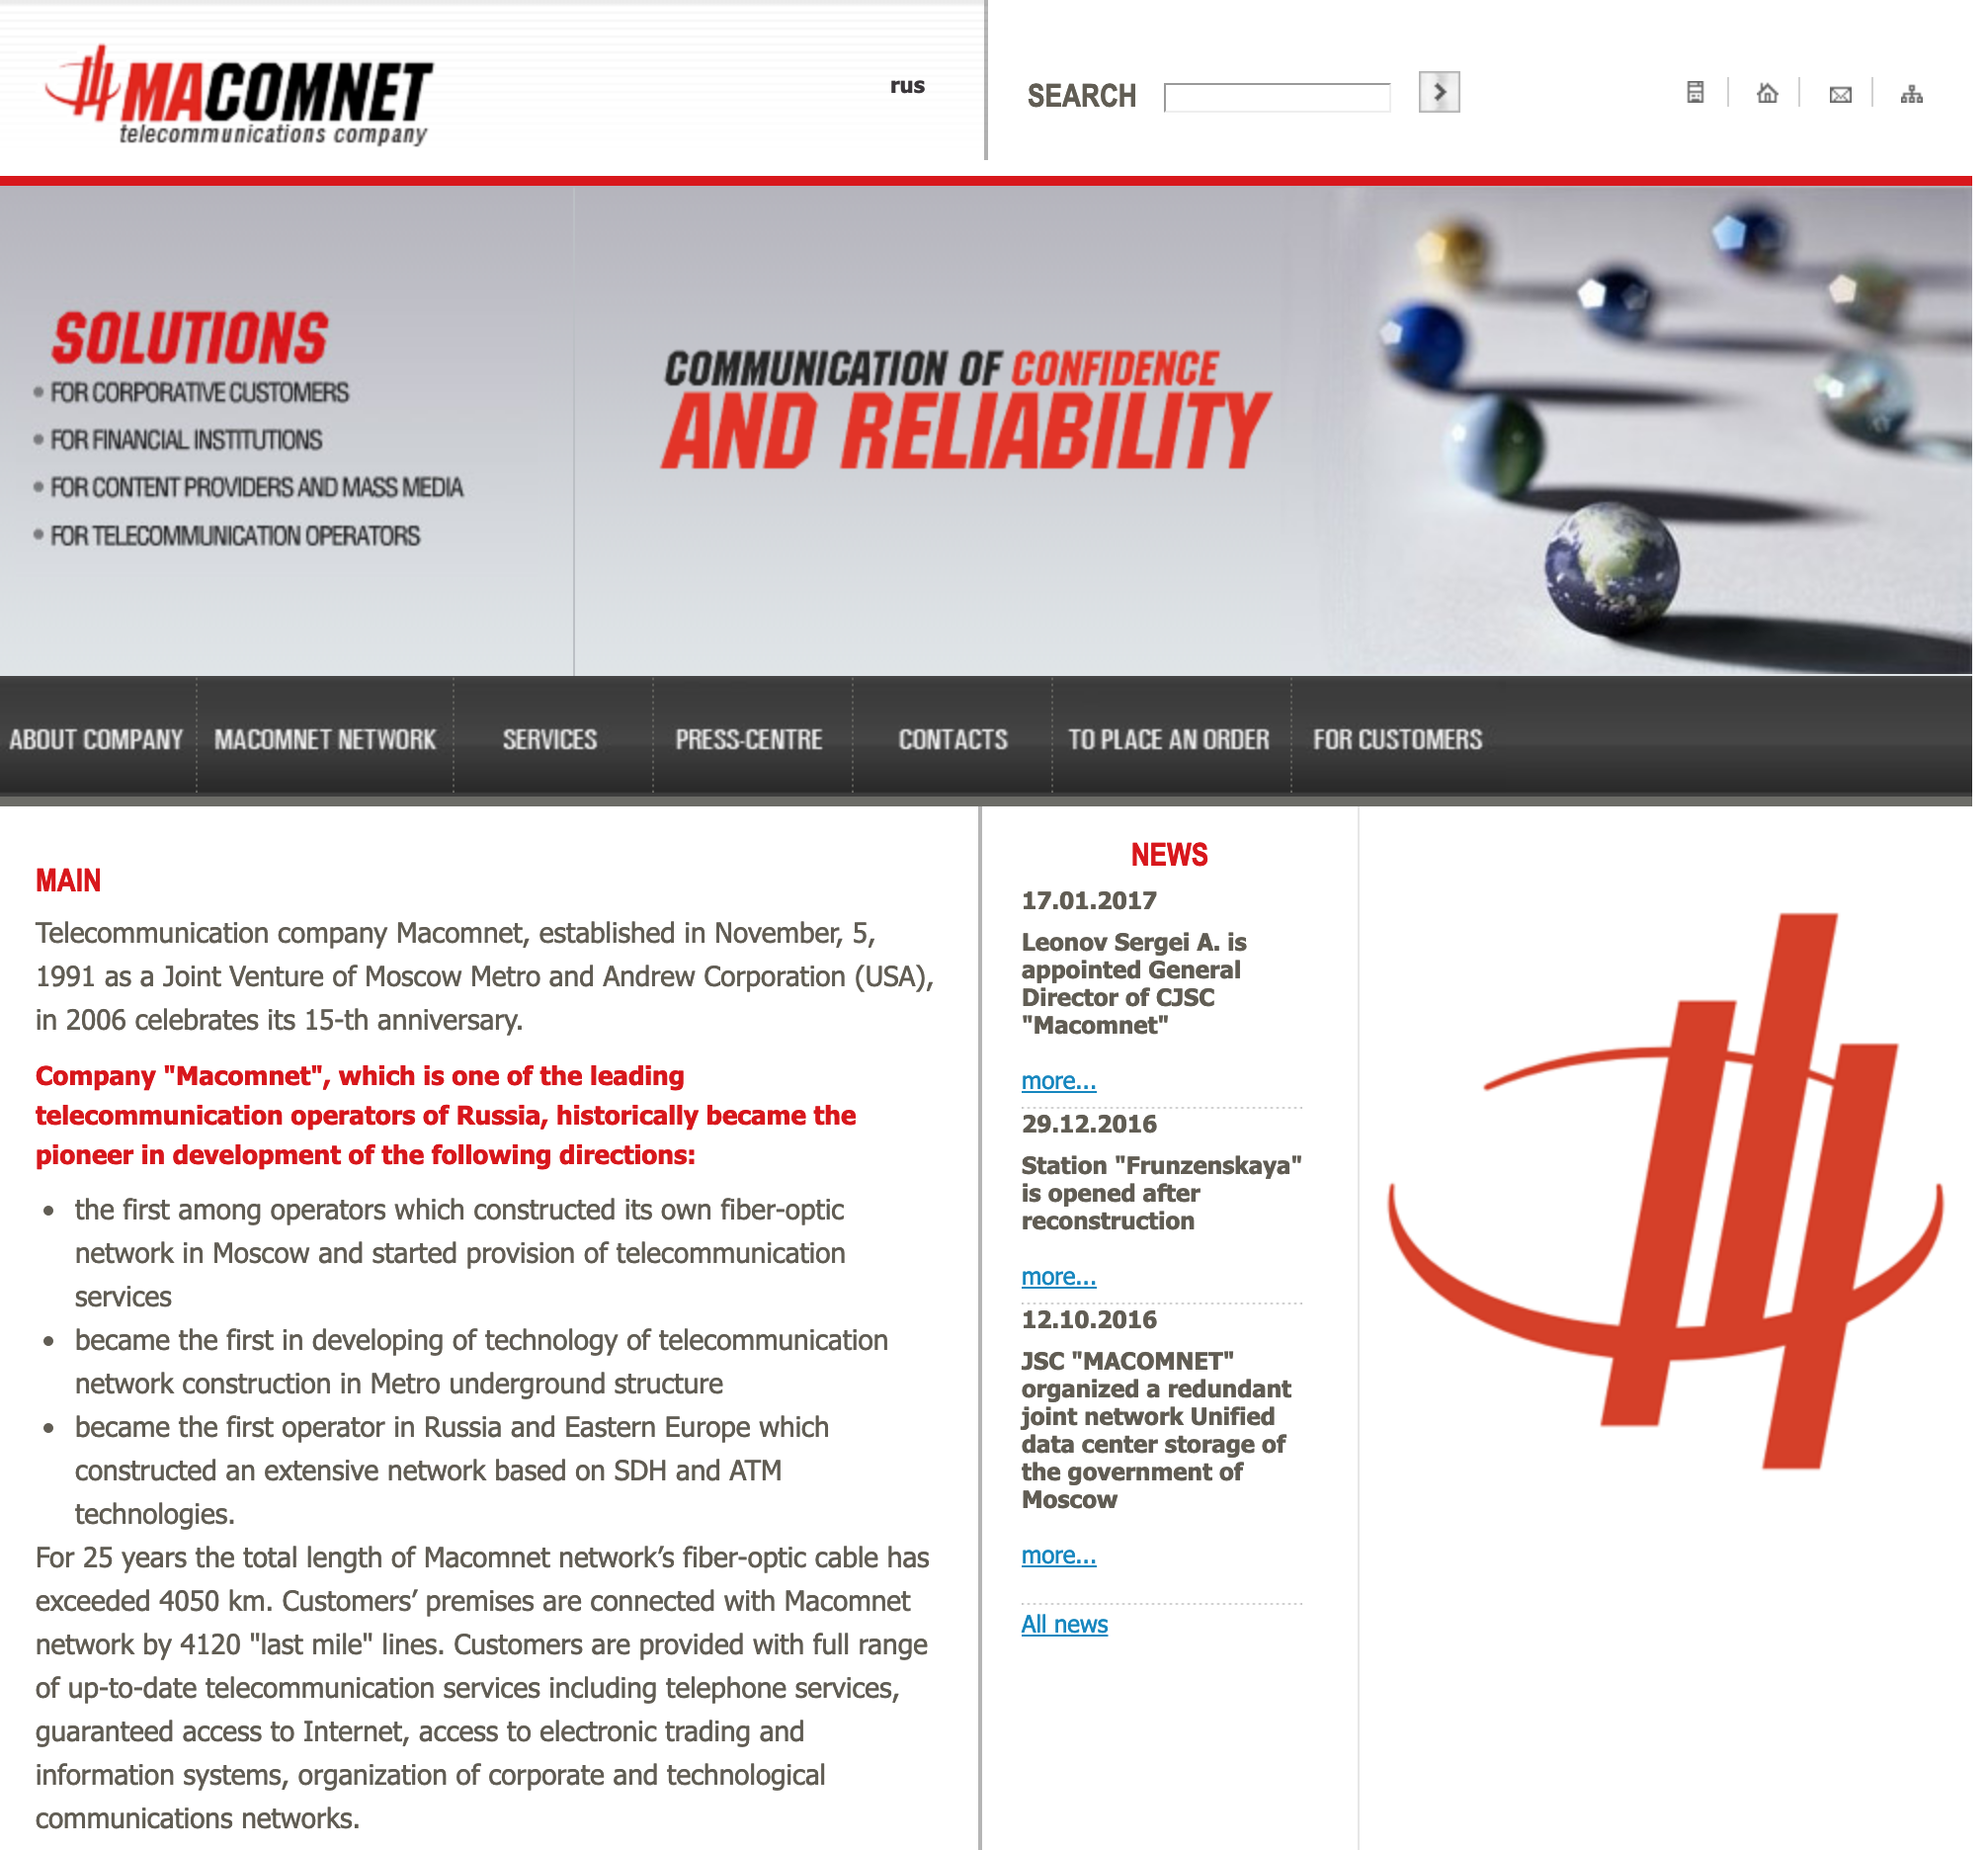 MACOMNET
telecommunications company
rus
SEARCH
SOLUTIONS
• FOR CORPORATIVE CUSTOMERS
• FOR FINANCIAL INSTITUTIONS
• FOR CONTENT PROVIDERS AND MASS MEDIA
• FOR TELECOMMUNICATION OPERATORS
COMMUNICATION OF CONFIDENCE
AND RELIABILITY
ABOUT COMPANY
MACOMNET NETWORK
SERVICES
PRESS-CENTRE
CONTACTS
TO PLACE AN ORDER
FOR CUSTOMERS
MAIN
Telecommunication company Macomnet, established in November, 5,
1991 as a Joint Venture of Moscow Metro and Andrew Corporation (USA),
in 2006 celebrates its 15-th anniversary.
Company "Macomnet", which is one of the leading
telecommunication operators of Russia, historically became the
pioneer in development of the following directions:
• the first among operators which constructed its own fiber-optic
network in Moscow and started provision of telecommunication
services
• became the first in developing of technology of telecommunication
network construction in Metro underground structure
• became the first operator in Russia and Eastern Europe which
constructed an extensive network based on SDH and ATM
technologies.
For 25 years the total length of Macomnet network’s fiber-optic cable has
exceeded 4050 km. Customers’ premises are connected with Macomnet
network by 4120 "last mile" lines. Customers are provided with full range
of up-to-date telecommunication services including telephone services,
guaranteed access to Internet, access to electronic trading and
information systems, organization of corporate and technological
communications networks.
NEWS
17.01.2017
Leonov Sergei A. is
appointed General
Director of CJSC
"Macomnet"
more...
29.12.2016
Station "Frunzenskaya"
is opened after
reconstruction
more...
12.10.2016
JSC "MACOMNET"
organized a redundant
joint network Unified
data center storage of
the government of
Moscow
more...
All news